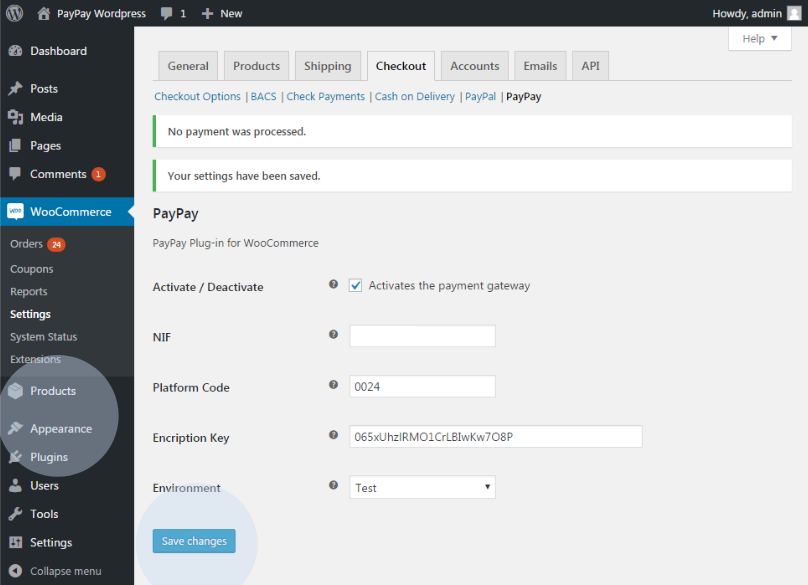 PayPay Wordpress 1 New Howdy, admin
Help
Dashboard
Posts
Media
Pages
Comments 1
WooCommerce
Orders 24
Coupons
Reports
Settings
System Status
Extensions
Products
Appearance
Plugins
Users
Tools
Settings
Collapse menu
General Products Shipping Checkout Accounts Emails API
Checkout Options | BACS | Check Payments | Cash on Delivery | PayPal | PayPay
No payment was processed.
Your settings have been saved.
PayPay
PayPay Plug-in for WooCommerce
Activate / Deactivate ? Activates the payment gateway
NIF ?
Platform Code ? 0024
Encription Key ? 065xUhzIRMO1CrLBIwKw7O8P
Environment ? Test
Save changes